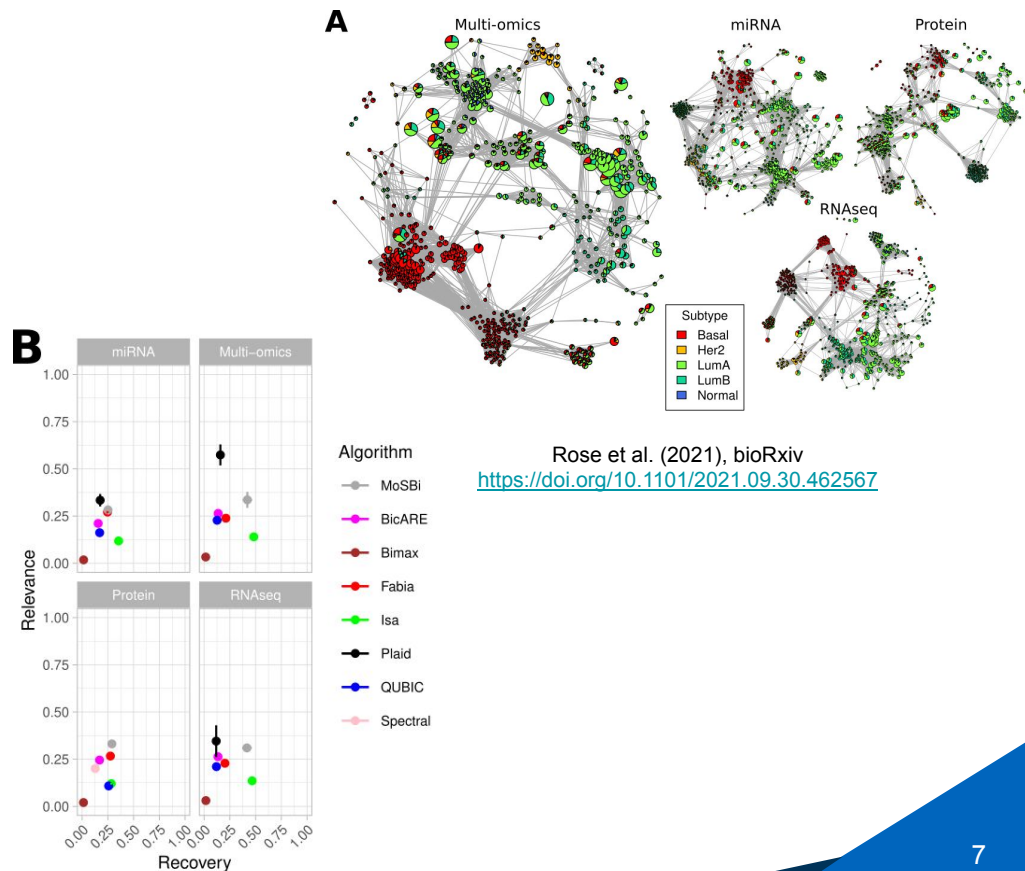 A
Multi-omics
miRNA
Protein
RNAseq
Subtype
Basal
Her2
LumA
LumB
Normal
B
miRNA
Multi−omics
Protein
RNAseq
Relevance
1.00
0.75
0.50
0.25
0.00
1.00
0.75
0.50
0.25
0.00
0.00
0.25
0.50
0.75
1.00
0.00
0.25
0.50
0.75
1.00
Recovery
Algorithm
MoSBi
BicARE
Bimax
Fabia
Isa
Plaid
QUBIC
Spectral
Rose et al. (2021), bioRxiv
https://doi.org/10.1101/2021.09.30.462567
7